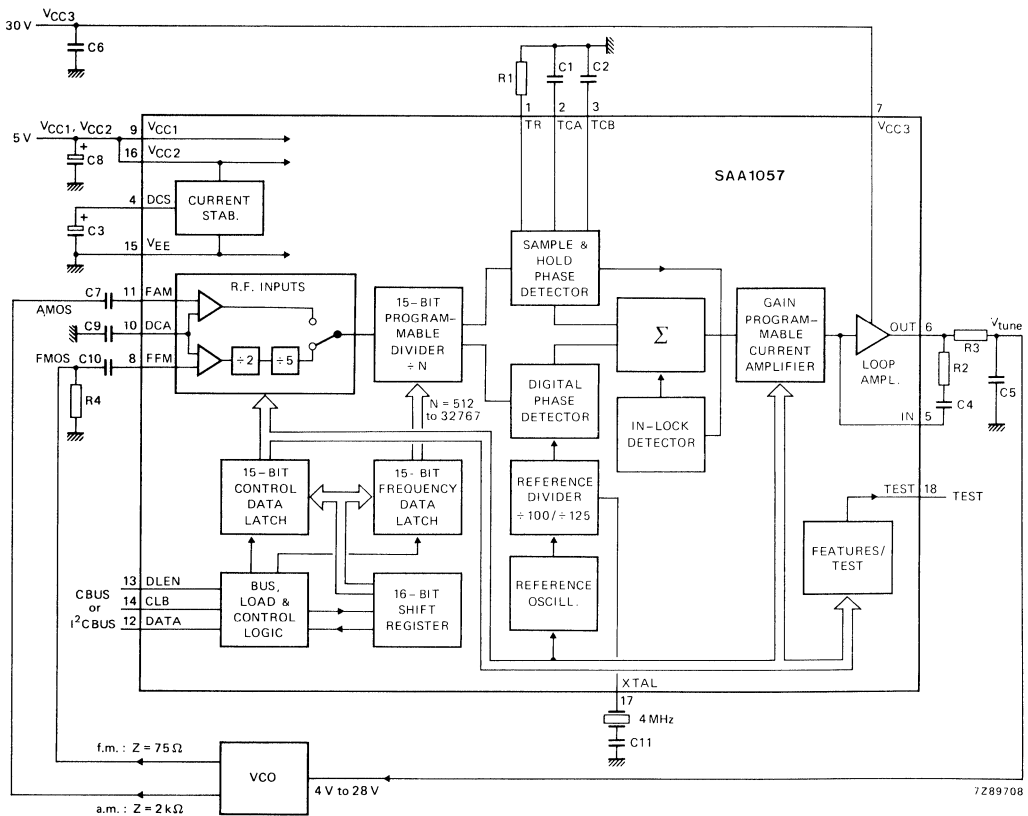 VCC3
30 V
C6
R1
C1
C2
1
2
3
7
TR
TCA
TCB
VCC3
VCC1, VCC2
5 V
9
VCC1
16
VCC2
+
C8
SAA1057
4
DCS
CURRENT
STAB.
+
C3
15
VEE
SAMPLE &
HOLD
PHASE
DETECTOR
R.F. INPUTS
C7
11
FAM
AMOS
C9
10
DCA
FMOS
C10
8
FFM
÷2
÷5
R4
15-BIT
PROGRAM-
MABLE
DIVIDER
÷ N
Σ
GAIN
PROGRAM-
MABLE
CURRENT
AMPLIFIER
OUT
6
LOOP
AMPL.
Vtune
R3
R2
C4
C5
IN
5
N = 512
to 32767
DIGITAL
PHASE
DETECTOR
IN-LOCK
DETECTOR
15-BIT
CONTROL
DATA
LATCH
15-BIT
FREQUENCY
DATA
LATCH
REFERENCE
DIVIDER
÷100/÷125
TEST
18
TEST
FEATURES/
TEST
REFERENCE
OSCILL.
CBUS
or
I²CBUS
13
DLEN
14
CLB
12
DATA
BUS,
LOAD &
CONTROL
LOGIC
16-BIT
SHIFT
REGISTER
XTAL
17
4 MHz
C11
f.m. : Z = 75 Ω
VCO
4 V to 28 V
a.m. : Z = 2 kΩ
7Z89708